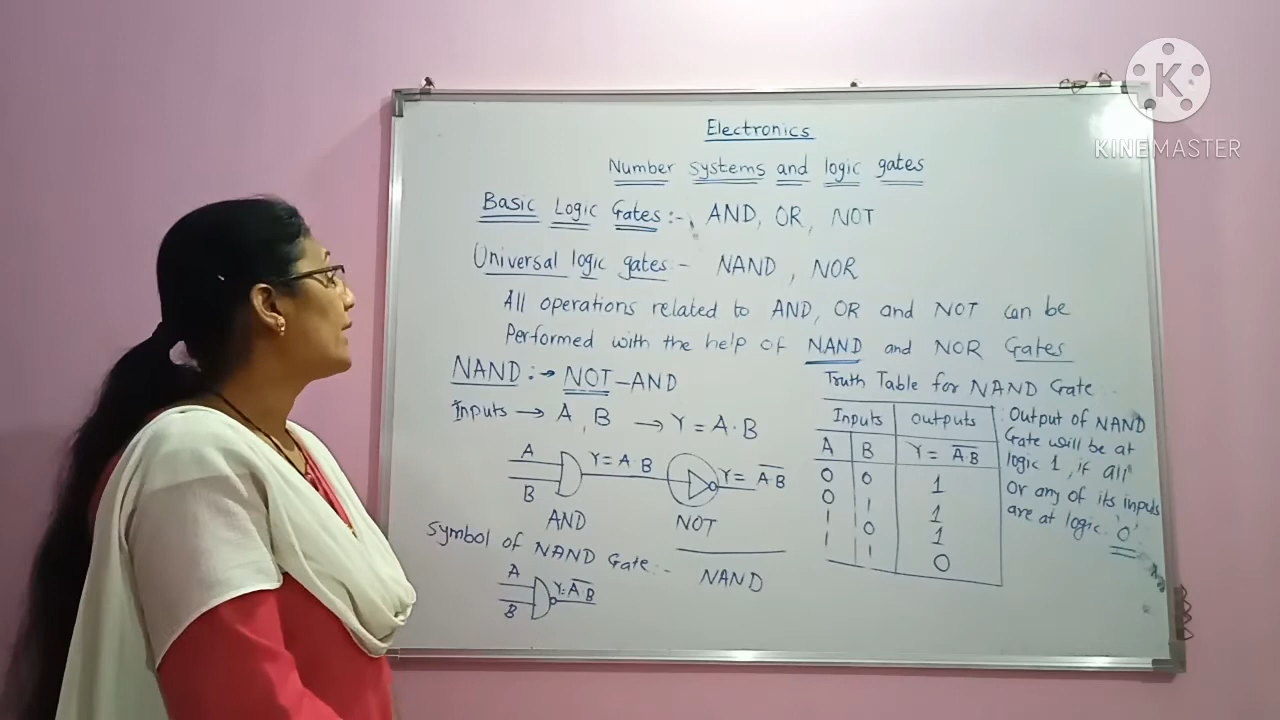 Electronics
Number systems and logic gates
Basic Logic Gates:- AND, OR, NOT
Universal logic gates - NAND, NOR
All operations related to AND, OR and NOT can be
Performed with the help of NAND and NOR Gates
NAND :→ NOT - AND
Inputs → A, B → Y = A·B
A
B
Y = A·B
Y = A̅·̅B̅
AND
NOT
NAND
Symbol of NAND Gate:-
A
B
Y=A̅·̅B̅
Truth Table for NAND Gate
Inputs Outputs
A B Y = A̅·̅B̅
0 0 1
0 1 1
1 0 1
1 1 0
: Output of NAND
Gate will be at
logic 1, if all
Or any of its inputs
are at logic '0'.
K
KINEMASTER